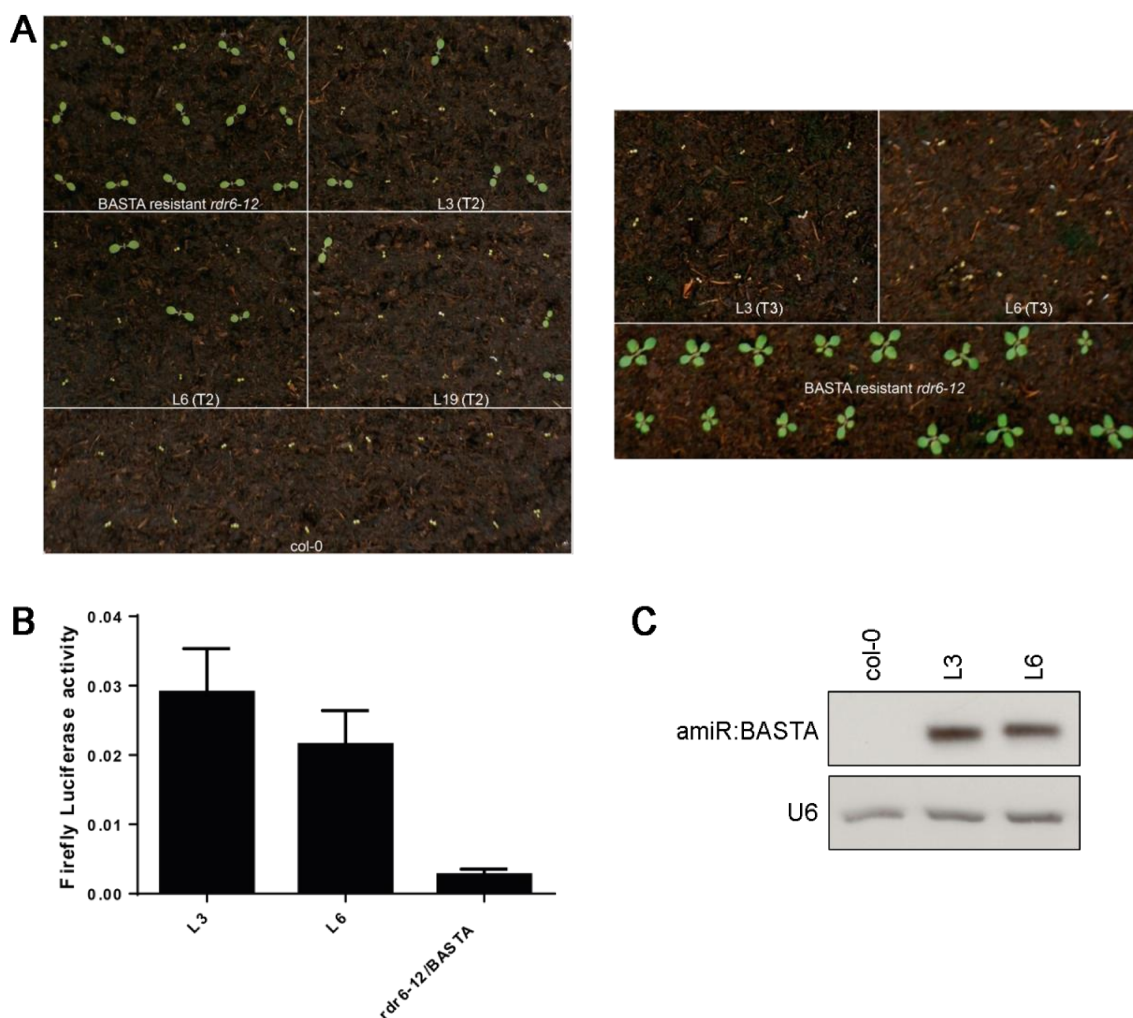 A
BASTA resistant rdr6-12
L3 (T2)
L6 (T2)
L19 (T2)
col-0
L3 (T3)
L6 (T3)
BASTA resistant rdr6-12
B
Firefly Luciferase activity
0.04
0.03
0.02
0.01
0.00
L3
L6
rdr6-12/BASTA
C
col-0
L3
L6
amiR:BASTA
U6